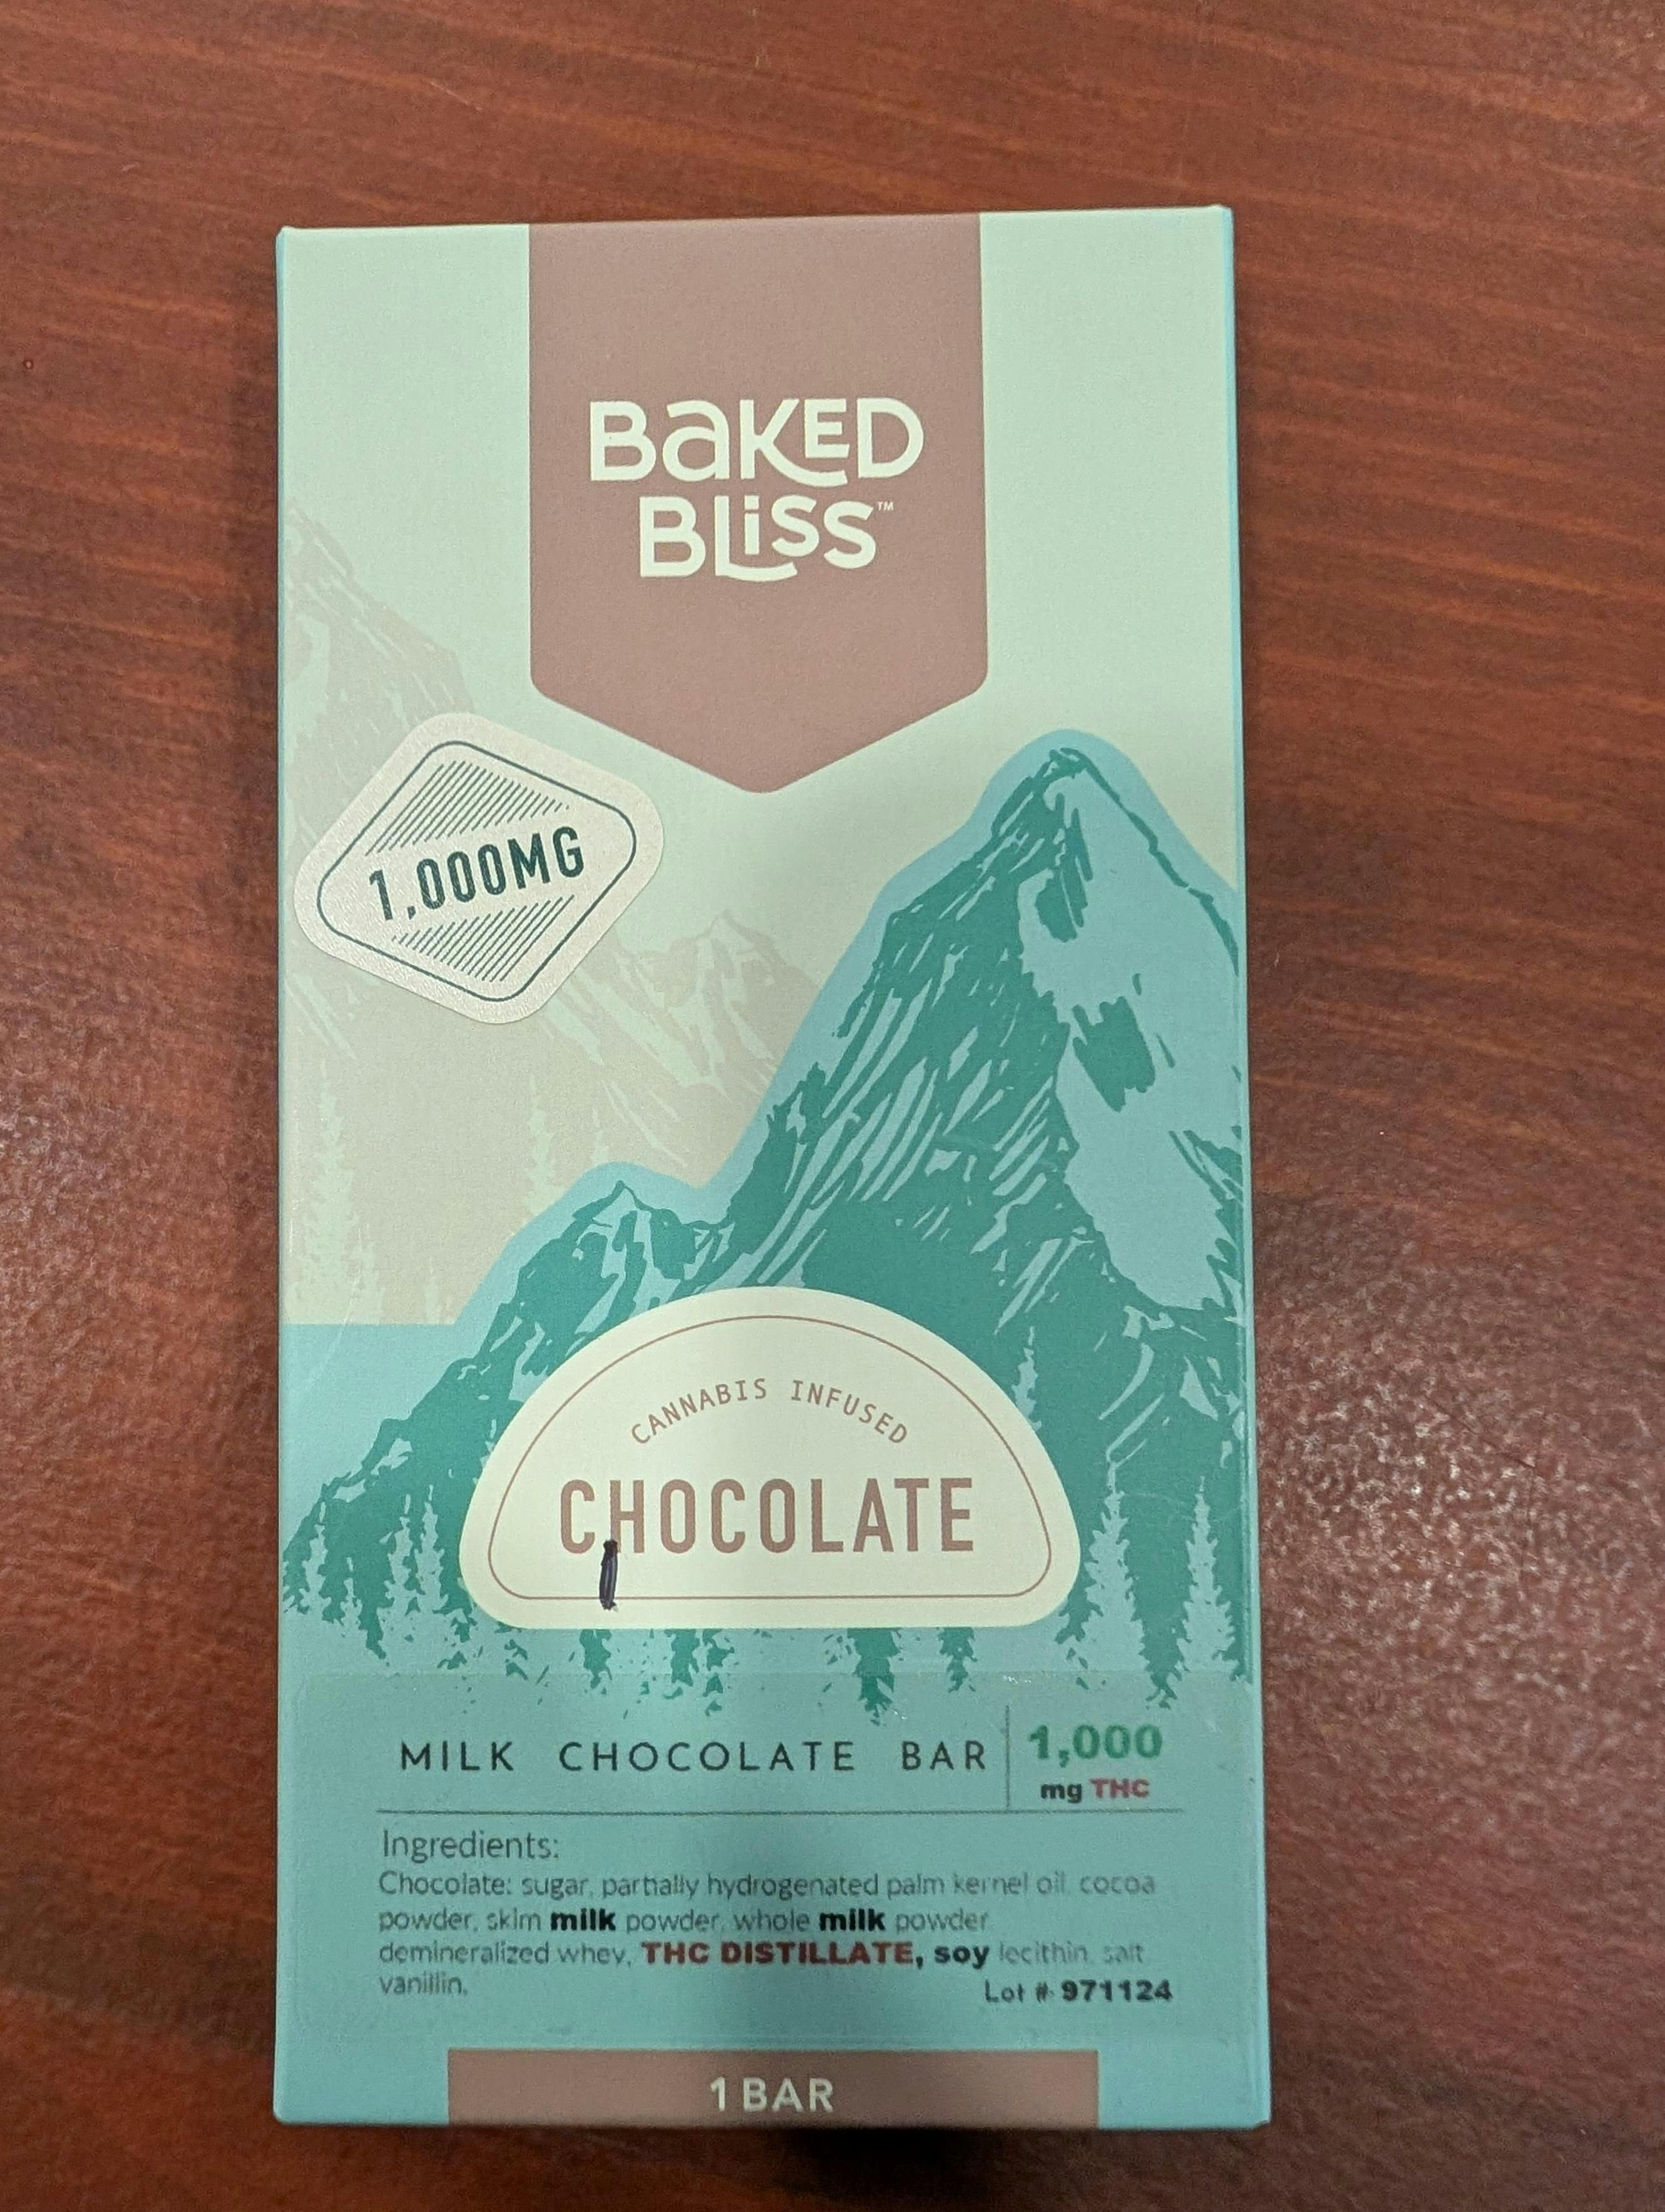 BAKED
BLiSS™
1,000MG
CANNABIS INFUSED
CHOCOLATE
MILK CHOCOLATE BAR
1,000
mg THC
Ingredients:
Chocolate: sugar, partially hydrogenated palm kernel oil, cocoa
powder, skim milk powder, whole milk powder
demineralized whey, THC DISTILLATE, soy lecithin, salt
vanillin.
Lot #: 971124
1 BAR